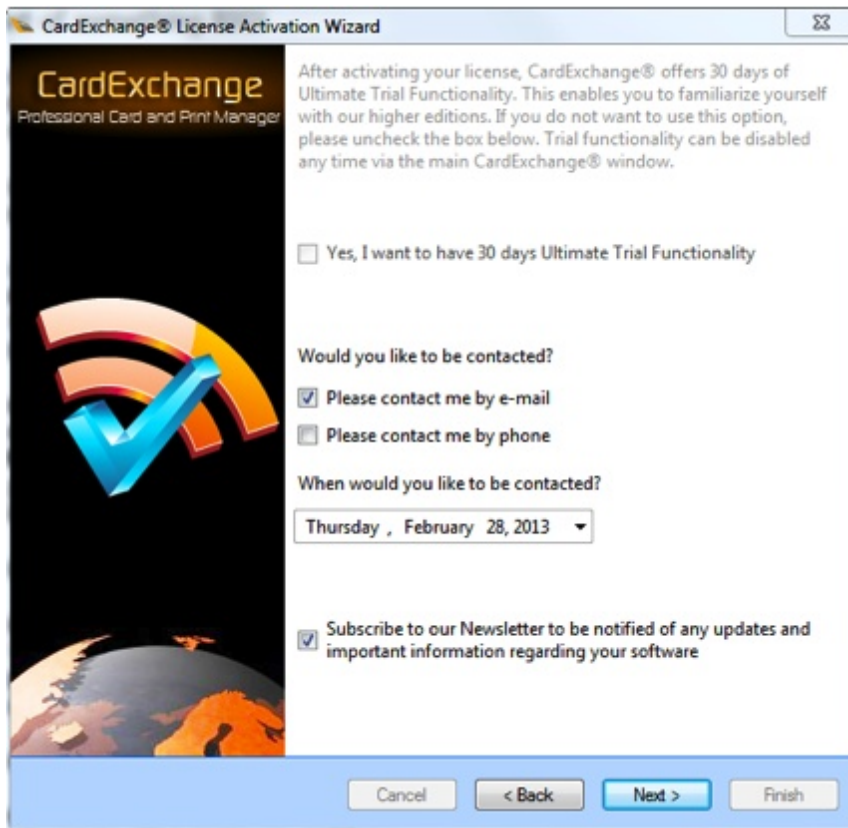 CardExchange® License Activation Wizard
CardExchange
Professional Card and Print Manager
After activating your license, CardExchange® offers 30 days of
Ultimate Trial Functionality. This enables you to familiarize yourself
with our higher editions. If you do not want to use this option,
please uncheck the box below. Trial functionality can be disabled
any time via the main CardExchange® window.
Yes, I want to have 30 days Ultimate Trial Functionality
Would you like to be contacted?
Please contact me by e-mail
Please contact me by phone
When would you like to be contacted?
Thursday , February 28, 2013
Subscribe to our Newsletter to be notified of any updates and
important information regarding your software
Cancel
< Back
Next >
Finish